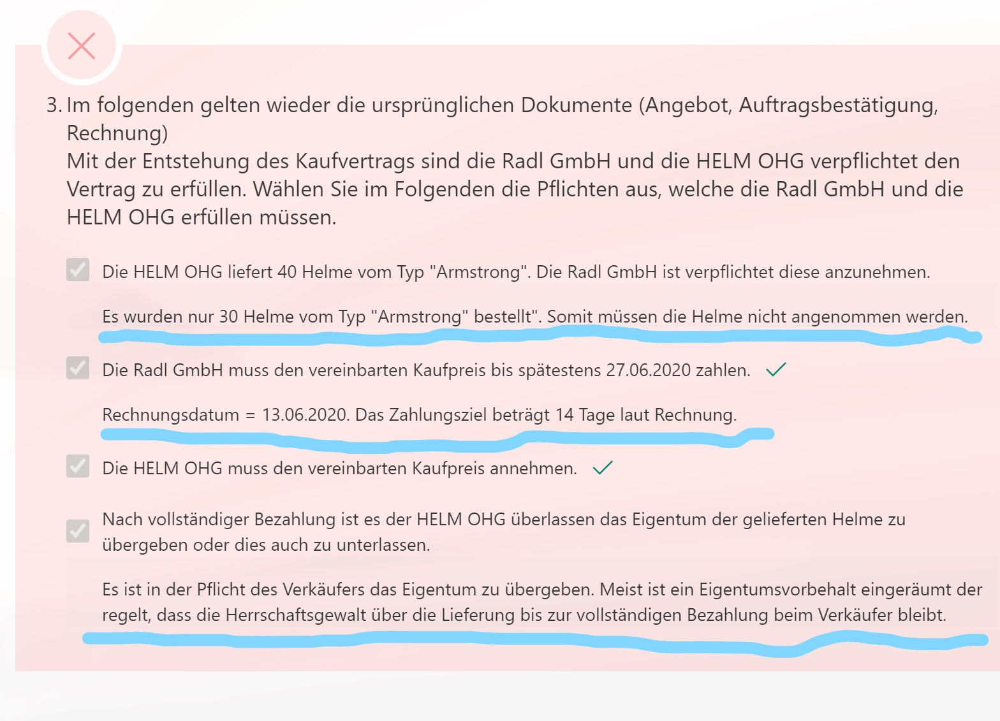 3. Im folgenden gelten wieder die ursprünglichen Dokumente (Angebot, Auftragsbestätigung,
Rechnung)
Mit der Entstehung des Kaufvertrags sind die Radl GmbH und die HELM OHG verpflichtet den
Vertrag zu erfüllen. Wählen Sie im Folgenden die Pflichten aus, welche die Radl GmbH und die
HELM OHG erfüllen müssen.
Die HELM OHG liefert 40 Helme vom Typ "Armstrong". Die Radl GmbH ist verpflichtet diese anzunehmen.
Es wurden nur 30 Helme vom Typ "Armstrong" bestellt". Somit müssen die Helme nicht angenommen werden.
Die Radl GmbH muss den vereinbarten Kaufpreis bis spätestens 27.06.2020 zahlen.
Rechnungsdatum = 13.06.2020. Das Zahlungsziel beträgt 14 Tage laut Rechnung.
Die HELM OHG muss den vereinbarten Kaufpreis annehmen.
Nach vollständiger Bezahlung ist es der HELM OHG überlassen das Eigentum der gelieferten Helme zu
übergeben oder dies auch zu unterlassen.
Es ist in der Pflicht des Verkäufers das Eigentum zu übergeben. Meist ist ein Eigentumsvorbehalt eingeräumt der
regelt, dass die Herrschaftsgewalt über die Lieferung bis zur vollständigen Bezahlung beim Verkäufer bleibt.